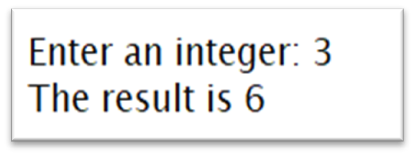 Enter an integer: 3
The result is 6